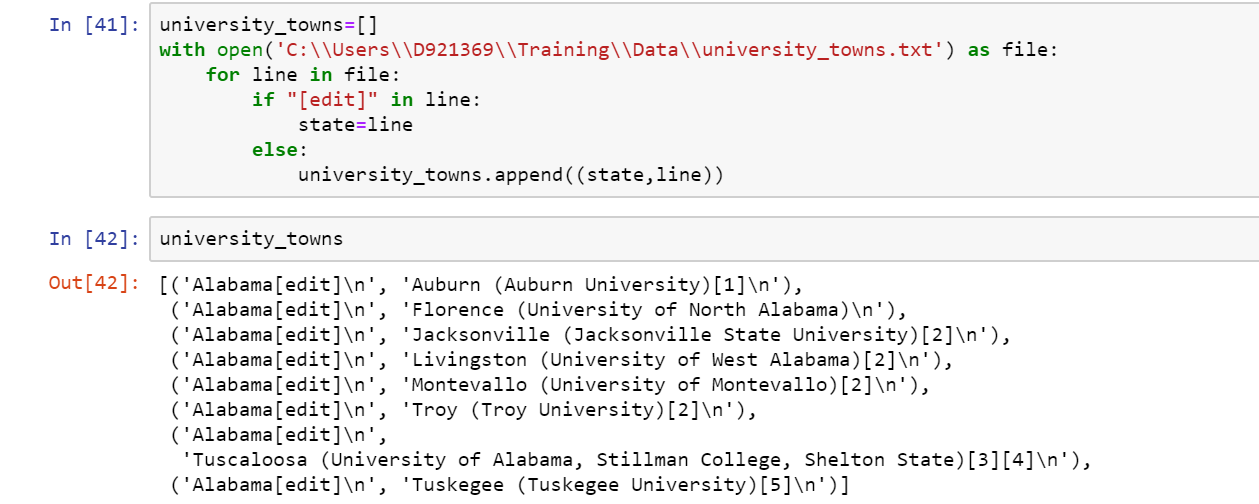 In [41]: university_towns=[]
with open('C:\\Users\\D921369\\Training\\Data\\university_towns.txt') as file:
    for line in file:
        if "[edit]" in line:
            state=line
        else:
            university_towns.append((state,line))
In [42]: university_towns
Out[42]: [('Alabama[edit]\n', 'Auburn (Auburn University)[1]\n'),
('Alabama[edit]\n', 'Florence (University of North Alabama)\n'),
('Alabama[edit]\n', 'Jacksonville (Jacksonville State University)[2]\n'),
('Alabama[edit]\n', 'Livingston (University of West Alabama)[2]\n'),
('Alabama[edit]\n', 'Montevallo (University of Montevallo)[2]\n'),
('Alabama[edit]\n', 'Troy (Troy University)[2]\n'),
('Alabama[edit]\n',
'Tuscaloosa (University of Alabama, Stillman College, Shelton State)[3][4]\n'),
('Alabama[edit]\n', 'Tuskegee (Tuskegee University)[5]\n')]